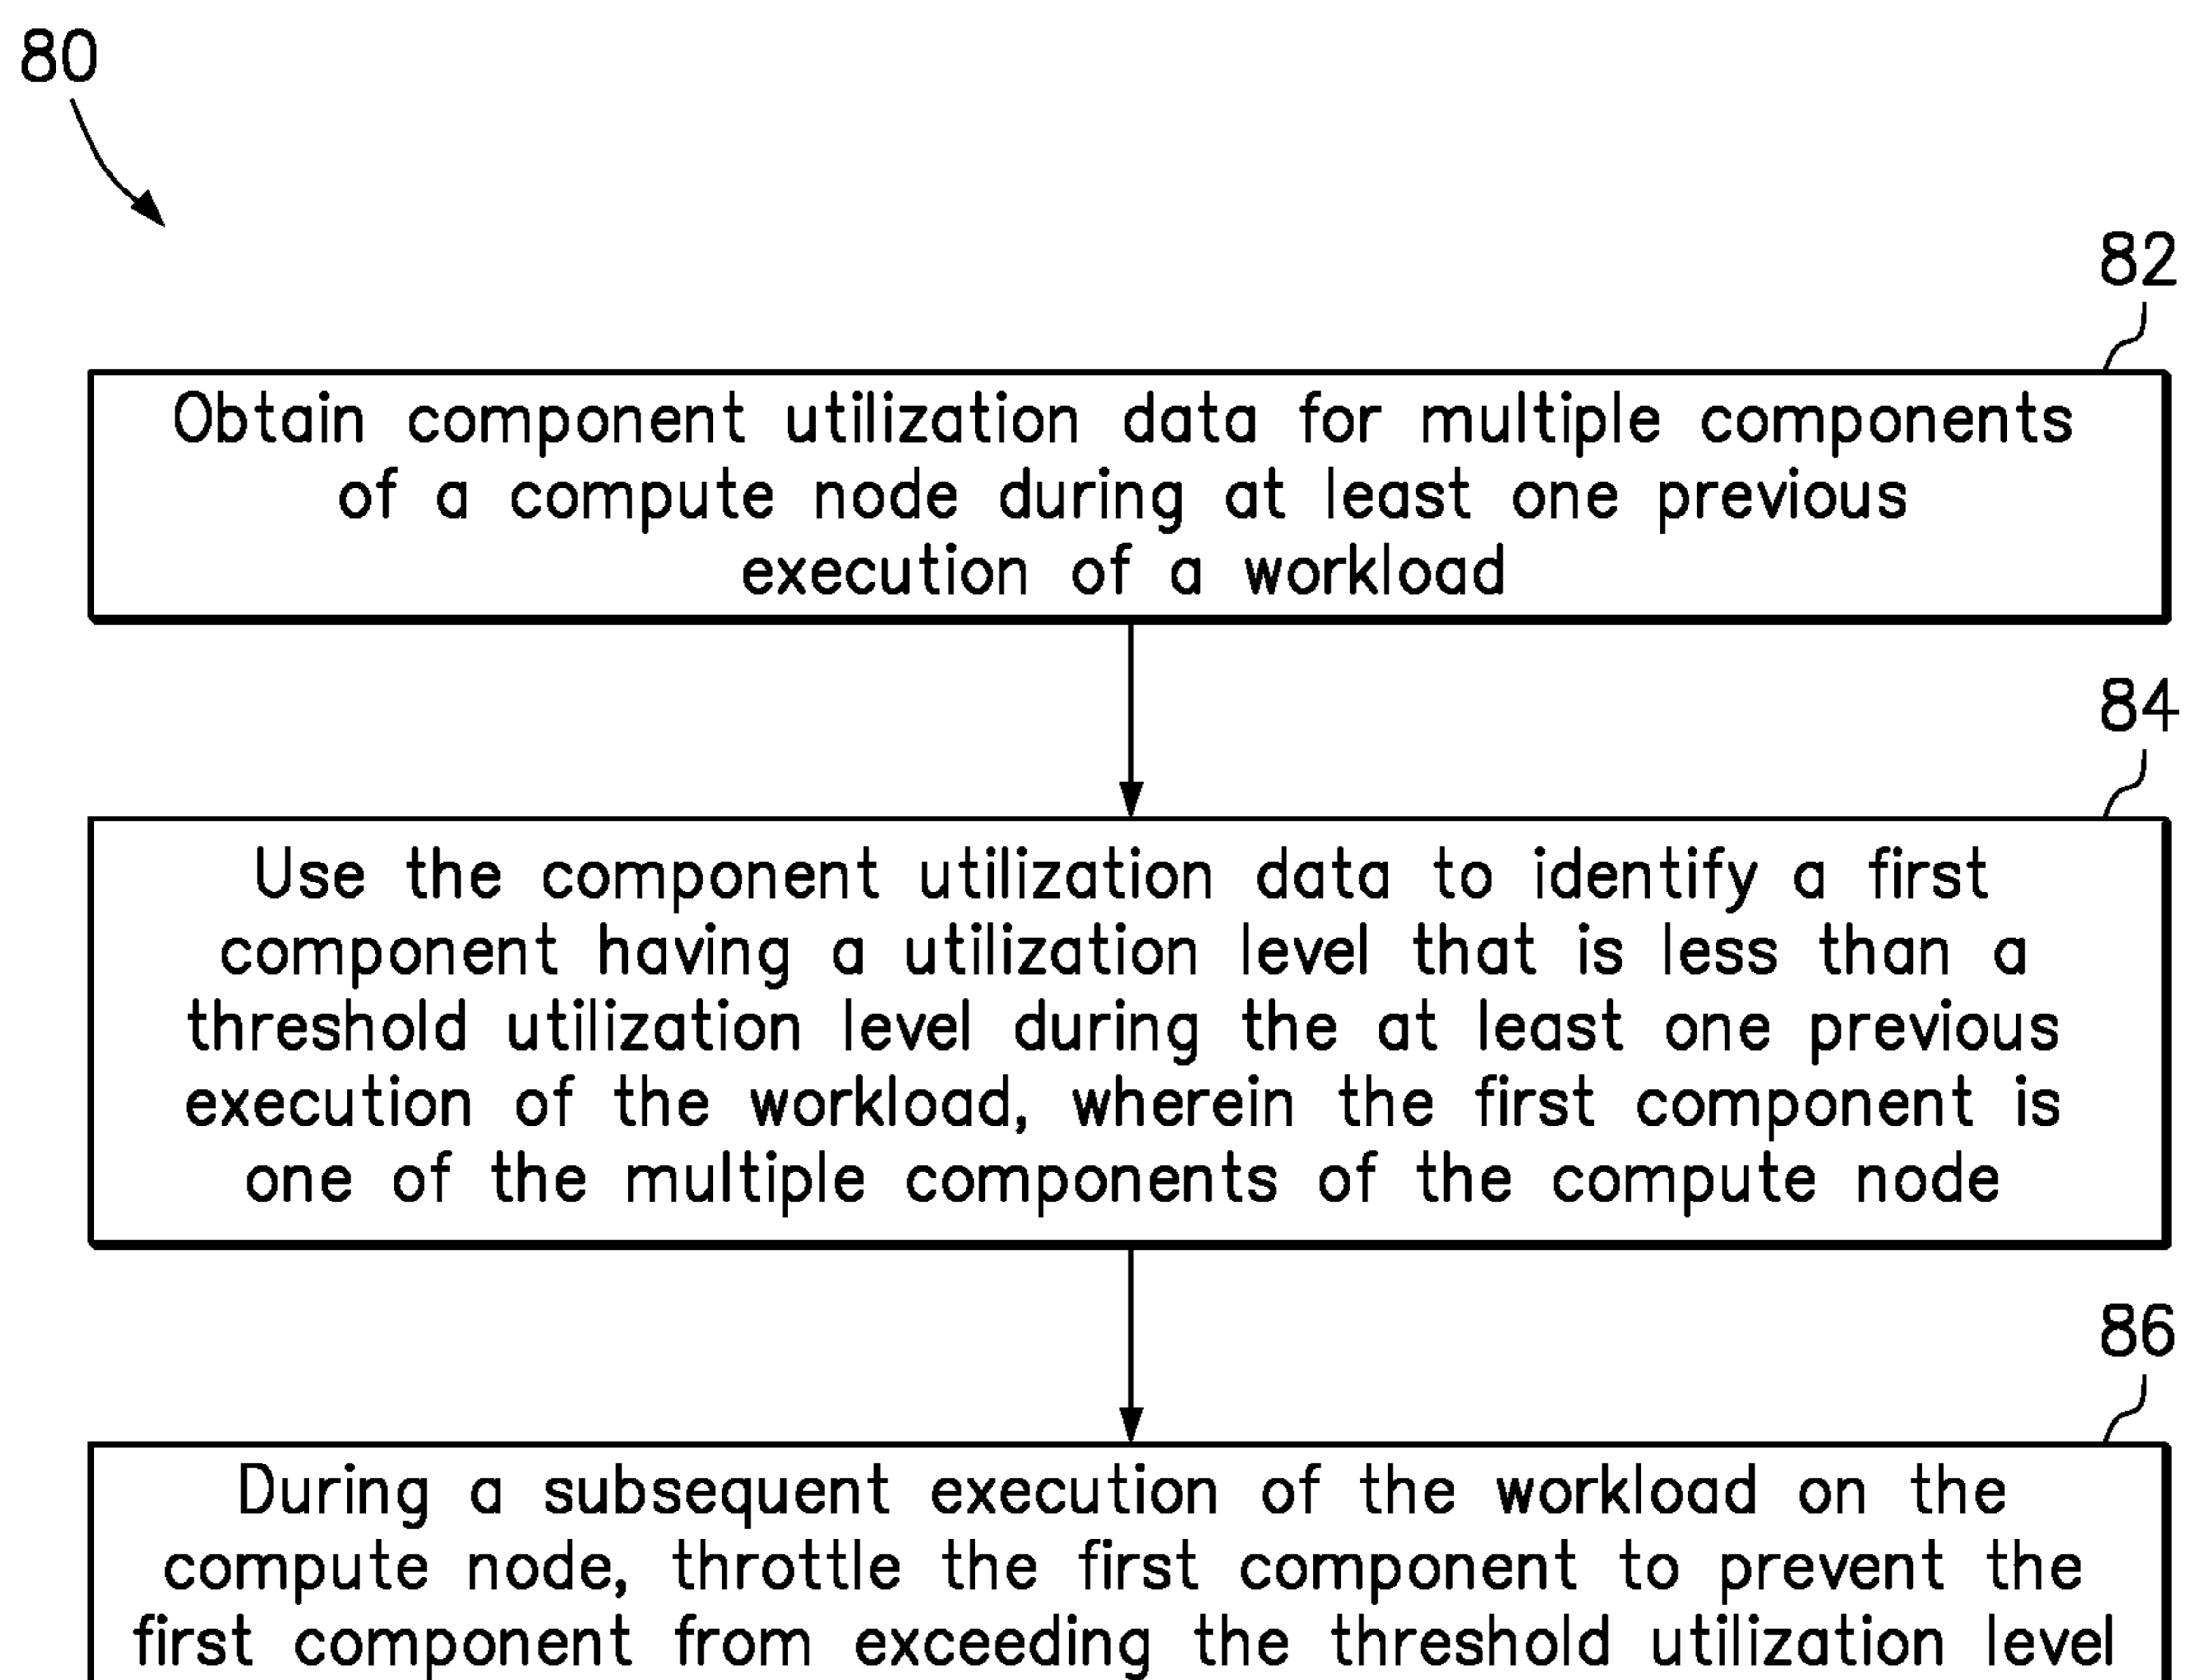 80
82
Obtain component utilization data for multiple components
of a compute node during at least one previous
execution of a workload
84
Use the component utilization data to identify a first
component having a utilization level that is less than a
threshold utilization level during the at least one previous
execution of the workload, wherein the first component is
one of the multiple components of the compute node
86
During a subsequent execution of the workload on the
compute node, throttle the first component to prevent the
first component from exceeding the threshold utilization level